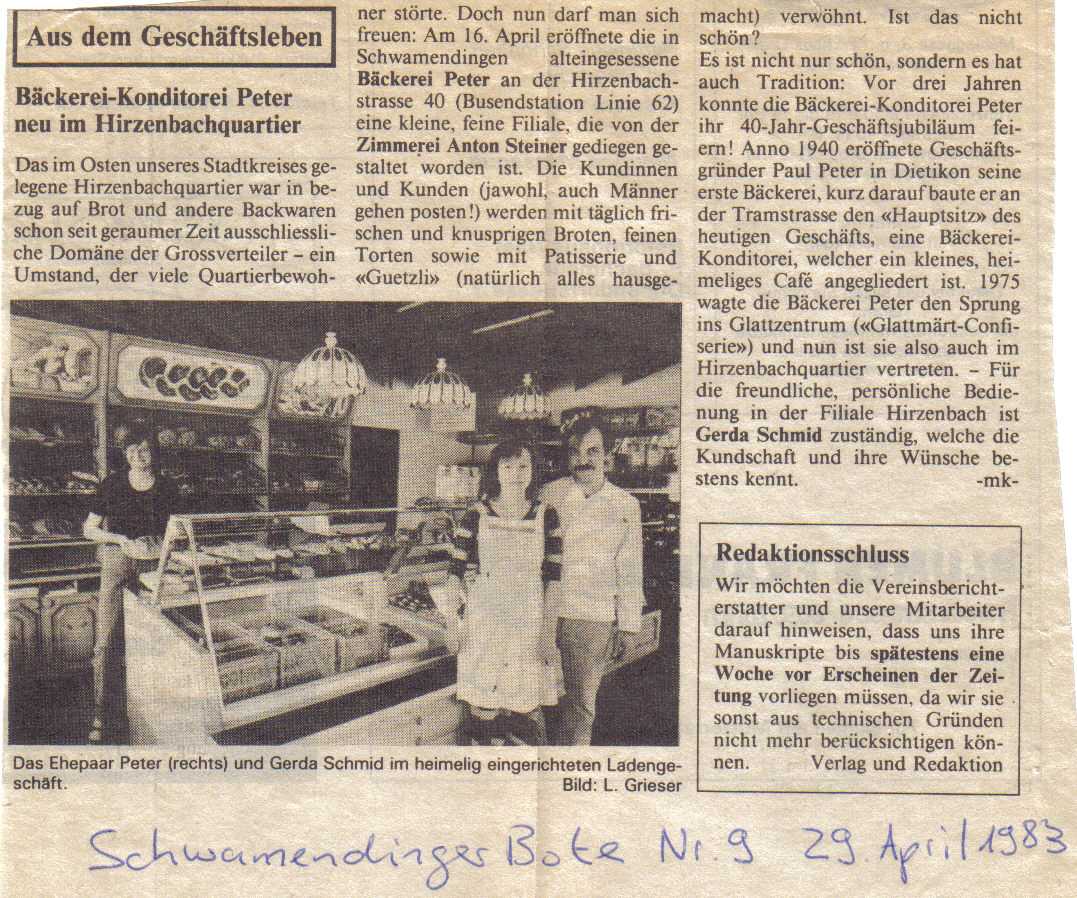 Aus dem Geschäftsleben
Bäckerei-Konditorei Peter
neu im Hirzenbachquartier
Das im Osten unseres Stadtkreises ge-
legene Hirzenbachquartier war in be-
zug auf Brot und andere Backwaren
schon seit geraumer Zeit ausschliessli-
che Domäne der Grossverteiler – ein
Umstand, der viele Quartierbewoh-
ner störte. Doch nun darf man sich
freuen: Am 16. April eröffnete die in
Schwamendingen alteingesessene
Bäckerei Peter an der Hirzenbach-
strasse 40 (Busendstation Linie 62)
eine kleine, feine Filiale, die von der
Zimmerei Anton Steiner gediegen ge-
staltet worden ist. Die Kundinnen
und Kunden (jawohl, auch Männer
gehen posten!) werden mit täglich fri-
schen und knusprigen Broten, feinen
Torten sowie mit Patisserie und
«Guetzli» (natürlich alles hausge-
macht) verwöhnt. Ist das nicht
schön?
Es ist nicht nur schön, sondern es hat
auch Tradition: Vor drei Jahren
konnte die Bäckerei-Konditorei Peter
ihr 40-Jahr-Geschäftsjubiläum fei-
ern! Anno 1940 eröffnete Geschäfts-
gründer Paul Peter in Dietikon seine
erste Bäckerei, kurz darauf baute er an
der Tramstrasse den «Hauptsitz» des
heutigen Geschäfts, eine Bäckerei-
Konditorei, welcher ein kleines, hei-
meliges Café angegliedert ist. 1975
wagte die Bäckerei Peter den Sprung
ins Glattzentrum («Glattmärt-Confi-
serie») und nun ist sie also auch im
Hirzenbachquartier vertreten. – Für
die freundliche, persönliche Bedie-
nung in der Filiale Hirzenbach ist
Gerda Schmid zuständig, welche die
Kundschaft und ihre Wünsche be-
stens kennt. -mk-
Das Ehepaar Peter (rechts) und Gerda Schmid im heimelig eingerichteten Ladenge-
schäft. Bild: L. Grieser
Redaktionsschluss
Wir möchten die Vereinsbericht-
erstatter und unsere Mitarbeiter
darauf hinweisen, dass uns ihre
Manuskripte bis spätestens eine
Woche vor Erscheinen der Zei-
tung vorliegen müssen, da wir sie
sonst aus technischen Gründen
nicht mehr berücksichtigen kön-
nen. Verlag und Redaktion
Schwamendinger Bote Nr. 9 29. April 1983